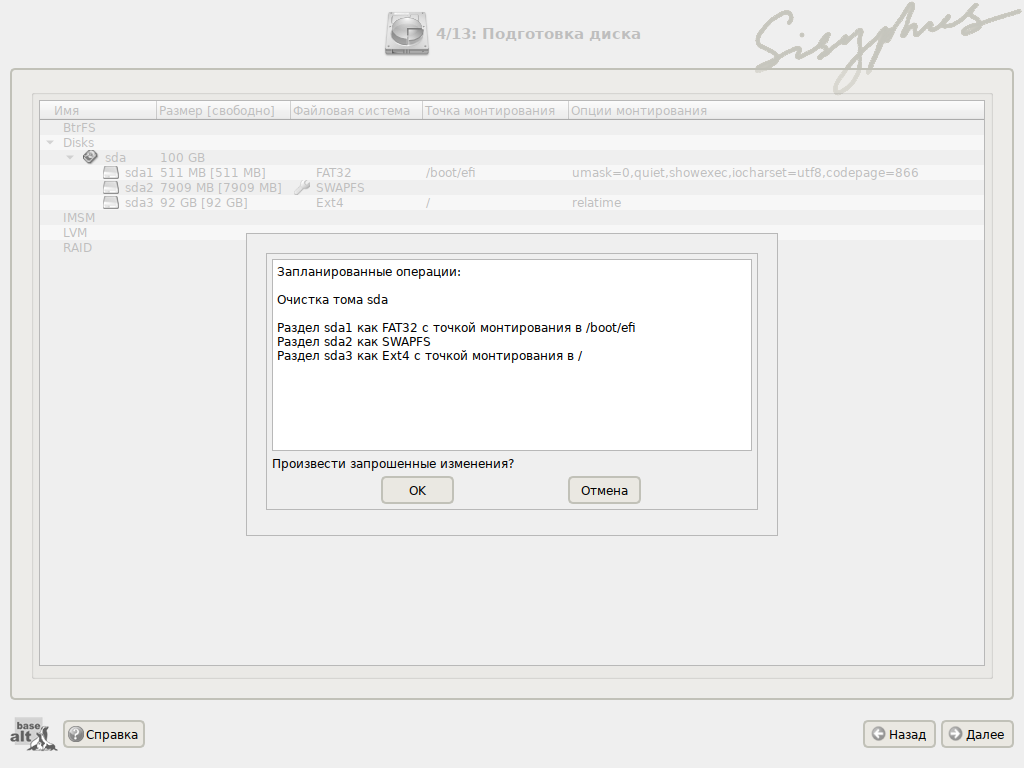 4/13: Подготовка диска
Sisyphus
Имя Размер [свободно] Файловая система Точка монтирования Опции монтирования
BtrFS
Disks
sda 100 GB
sda1 511 MB [511 MB] FAT32 /boot/efi umask=0,quiet,showexec,iocharset=utf8,codepage=866
sda2 7909 MB [7909 MB] SWAPFS
sda3 92 GB [92 GB] Ext4 / relatime
IMSM
LVM
RAID
Запланированные операции:
Очистка тома sda
Раздел sda1 как FAT32 с точкой монтирования в /boot/efi
Раздел sda2 как SWAPFS
Раздел sda3 как Ext4 с точкой монтирования в /
Произвести запрошенные изменения?
OK Отмена
base
alt Справка Назад Далее